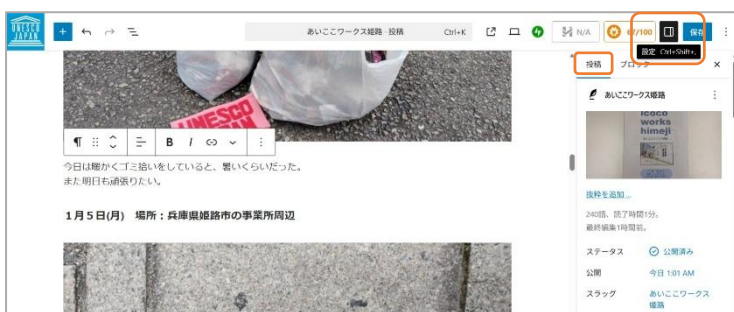 UNESCO
JAPAN
あいここワークス姫路 · 投稿
Ctrl+K
N/A
/100
保存
設定 Ctrl+Shift+,
投稿
ブロック
あいここワークス姫路
works
himeji
UNESCO
B I
今日は暖かくゴミ拾いをしていると、暑いくらいだった。
また明日も頑張りたい。
抜粋を追加...
240語、読了時間1分。
最終編集1時間前。
1月5日(月) 場所：兵庫県姫路市の事業所周辺
ステータス
公開済み
公開
今日 1:01 AM
スラッグ
あいここワークス
姫路